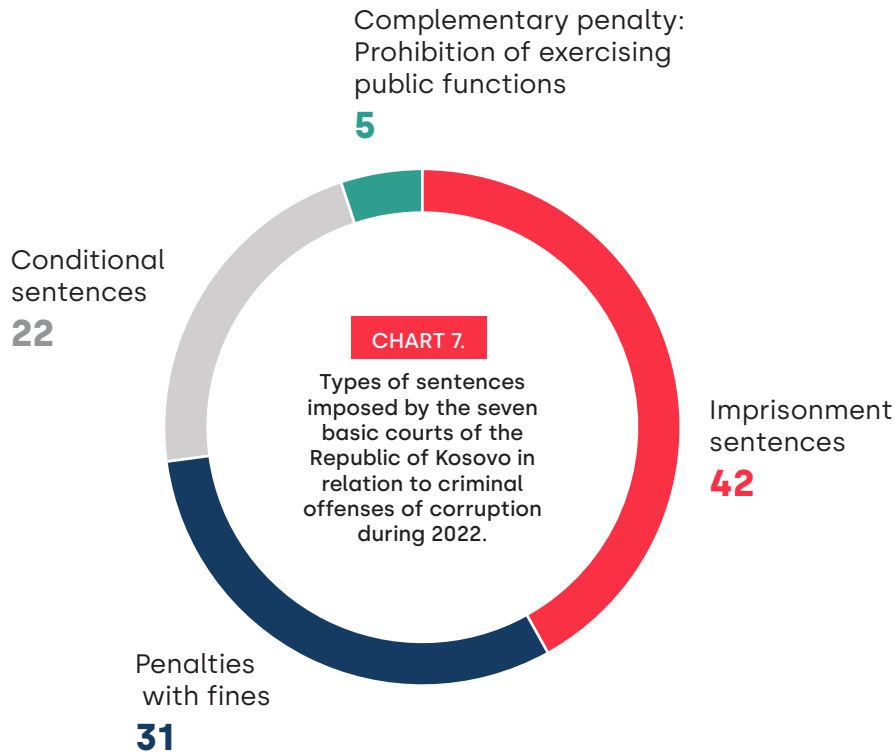 Complementary penalty:
Prohibition of exercising
public functions
5
Conditional
sentences
22
CHART 7.
Types of sentences
imposed by the seven
basic courts of the
Republic of Kosovo in
relation to criminal
offenses of corruption
during 2022.
Imprisonment
sentences
42
Penalties
with fines
31